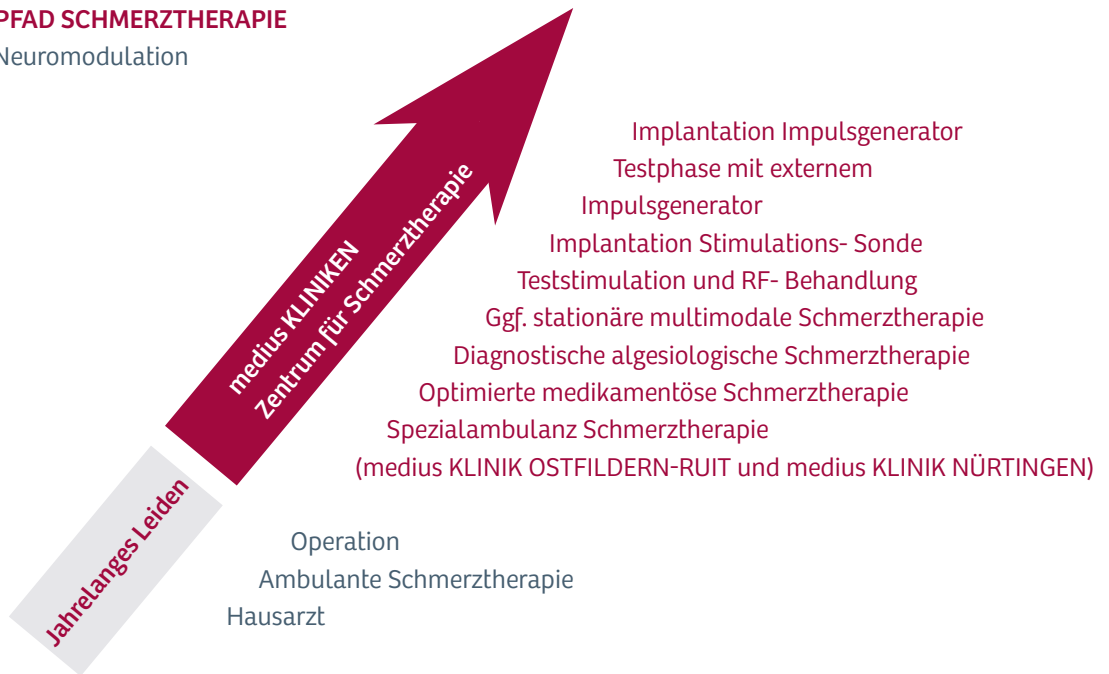 PFAD SCHMERZTHERAPIE
Neuromodulation
Implantation Impulsgenerator
Testphase mit externem
Impulsgenerator
Implantation Stimulations- Sonde
Teststimulation und RF- Behandlung
Ggf. stationäre multimodale Schmerztherapie
Diagnostische algesiologische Schmerztherapie
Optimierte medikamentöse Schmerztherapie
Spezialambulanz Schmerztherapie
(medius KLINIK OSTFILDERN-RUIT und medius KLINIK NÜRTINGEN)
medius KLINIKEN
Zentrum für Schmerztherapie
Operation
Ambulante Schmerztherapie
Hausarzt
Jahrelanges Leiden